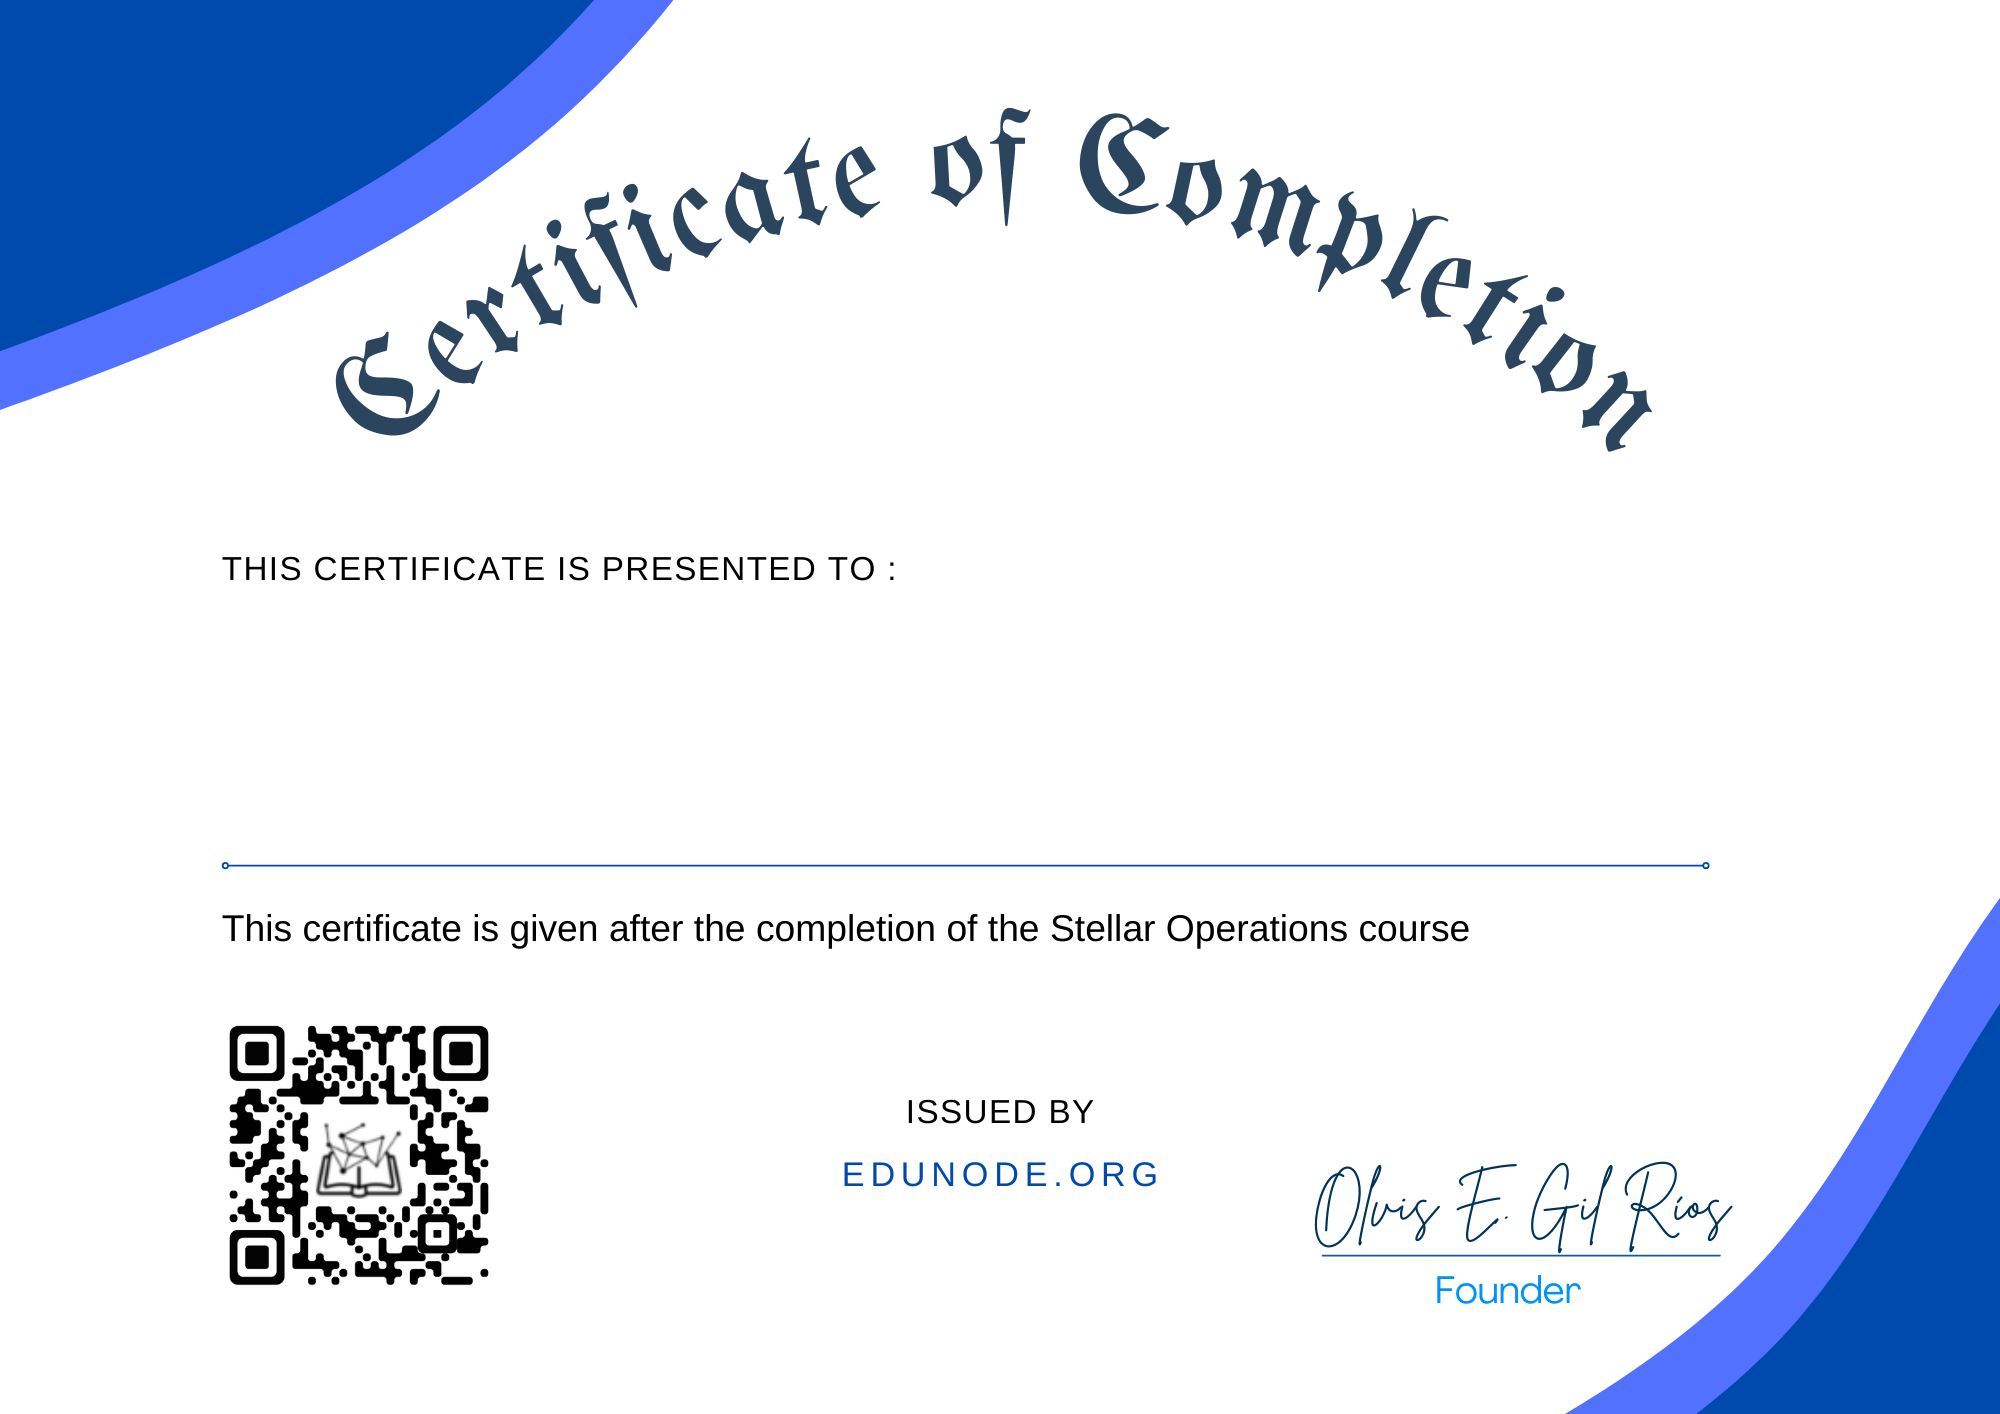 Certificate of Completion
THIS CERTIFICATE IS PRESENTED TO :
This certificate is given after the completion of the Stellar Operations course
ISSUED BY
EDUNODE.ORG
Olvis E. Gil Ríos
Founder